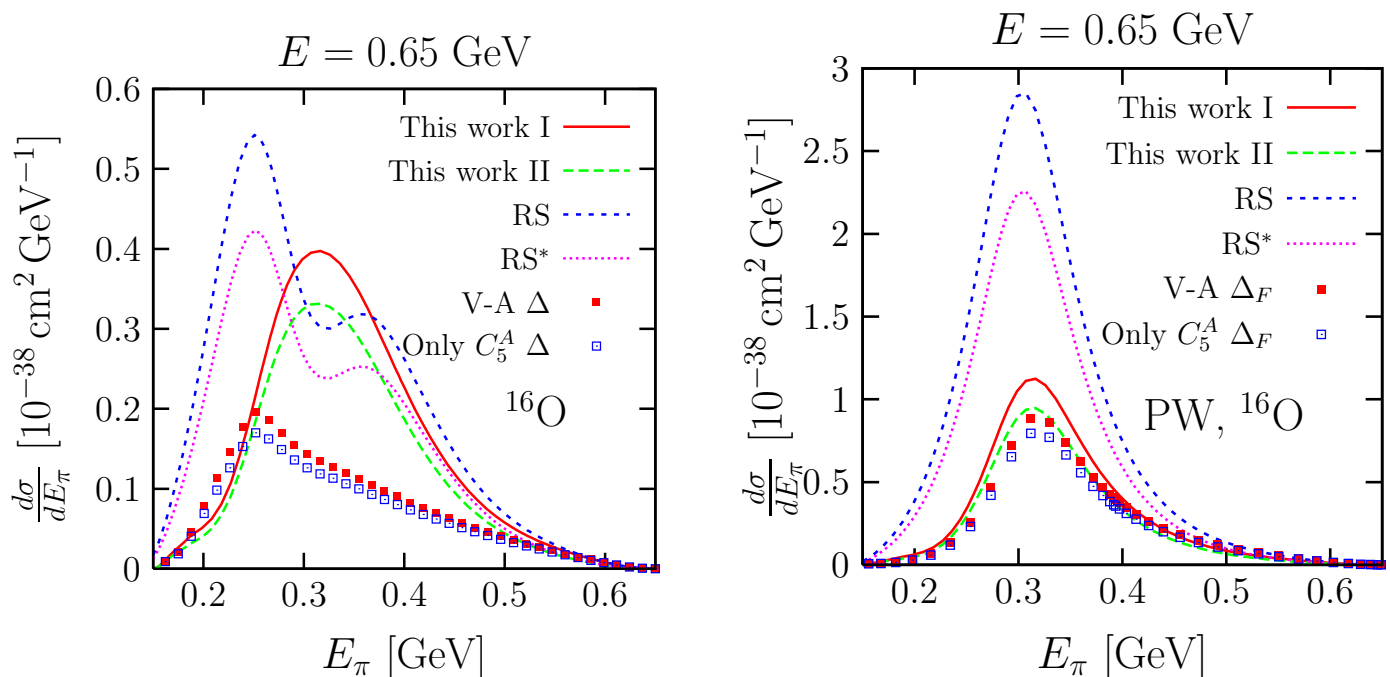 E = 0.65 GeV
dσ/dE_π [10^−38 cm^2 GeV^−1]
0.6
0.5
0.4
0.3
0.2
0.1
0
This work I
This work II
RS
RS*
V-A Δ
Only C_5^A Δ
^16O
0.2 0.3 0.4 0.5 0.6
E_π [GeV]
E = 0.65 GeV
dσ/dE_π [10^−38 cm^2 GeV^−1]
3
2.5
2
1.5
1
0.5
0
This work I
This work II
RS
RS*
V-A Δ_F
Only C_5^A Δ_F
PW, ^16O
0.2 0.3 0.4 0.5 0.6
E_π [GeV]